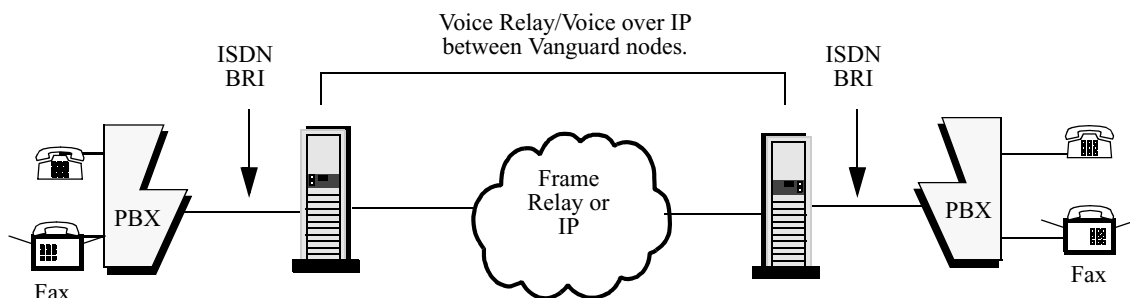 Voice Relay/Voice over IP
between Vanguard nodes.
ISDN
BRI
ISDN
BRI
PBX
Frame
Relay or
IP
PBX
Fax
Fax